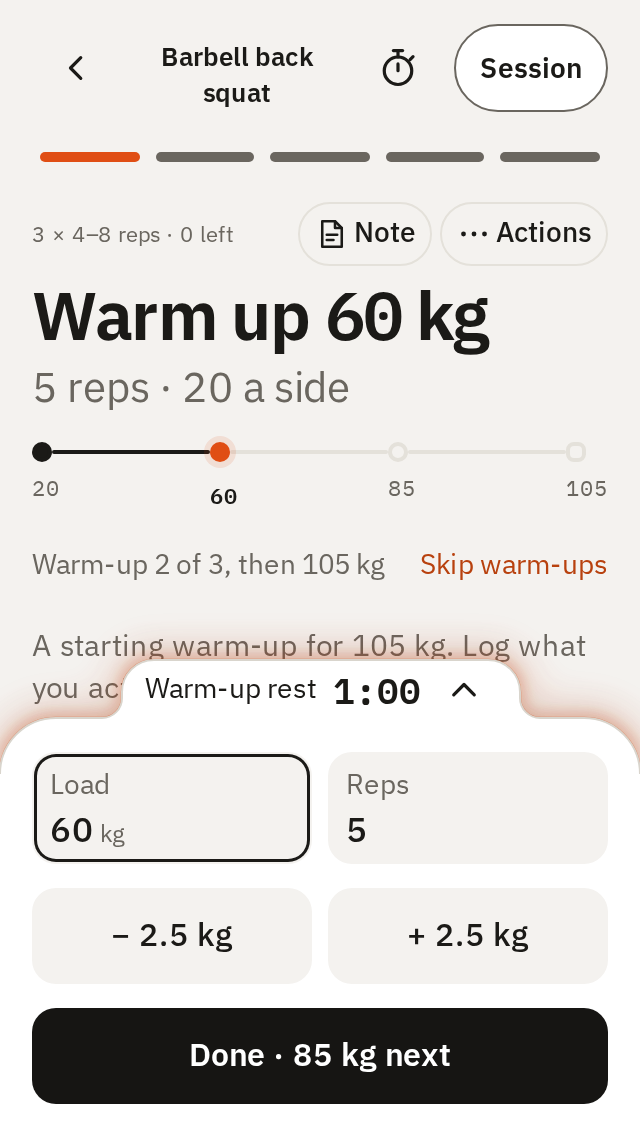 Barbell back
squat
Session
3 × 4–8 reps · 0 left
Note
··· Actions
Warm up 60 kg
5 reps · 20 a side
20
60
85
105
Warm-up 2 of 3, then 105 kg
Skip warm-ups
A starting warm-up for 105 kg. Log what
you
Warm-up rest 1:00
Load
60 kg
Reps
5
− 2.5 kg
+ 2.5 kg
Done · 85 kg next